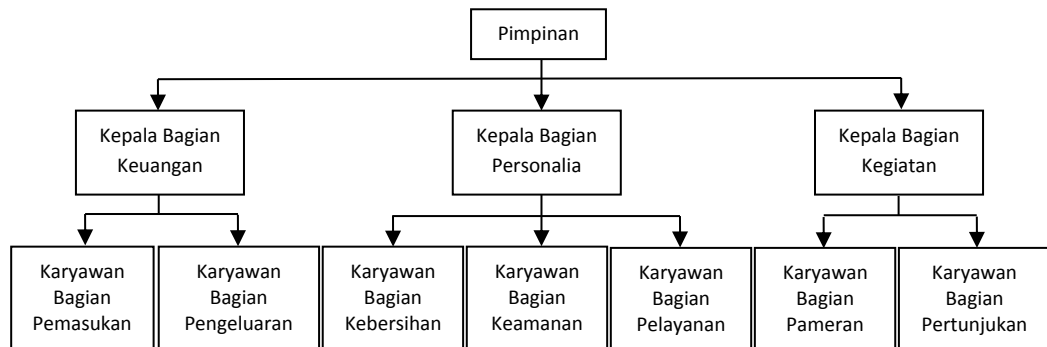 Pimpinan
Kepala Bagian
Keuangan
Kepala Bagian
Personalia
Kepala Bagian
Kegiatan
Karyawan
Bagian
Pemasukan
Karyawan
Bagian
Pengeluaran
Karyawan
Bagian
Kebersihan
Karyawan
Bagian
Keamanan
Karyawan
Bagian
Pelayanan
Karyawan
Bagian
Pameran
Karyawan
Bagian
Pertunjukan